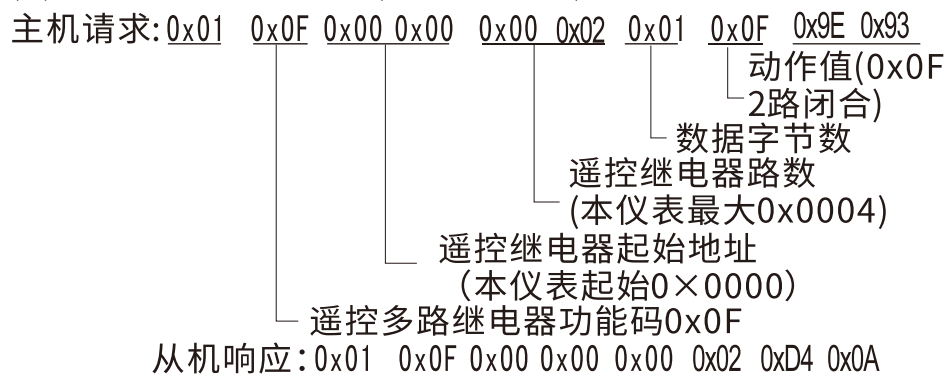 主机请求:0x01 0x0F 0x00 0x00 0x00 0x02 0x01 0x0F 0x9E 0x93
动作值(0x0F
2路闭合)
数据字节数
遥控继电器路数
(本仪表最大0x0004)
遥控继电器起始地址
(本仪表起始0×0000)
遥控多路继电器功能码0x0F
从机响应:0x01 0x0F 0x00 0x00 0x00 0x02 0xD4 0x0A